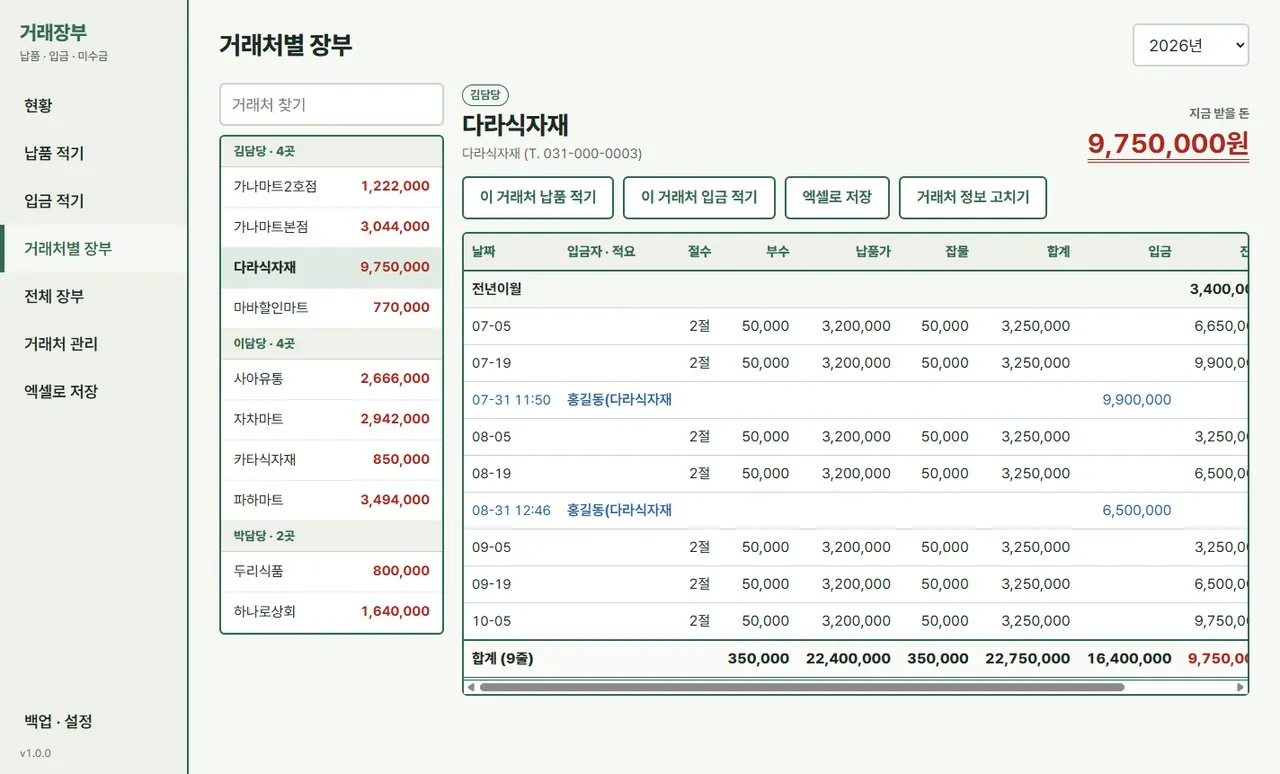 거래장부
납품 · 입금 · 미수금
현황
납품 적기
입금 적기
거래처별 장부
전체 장부
거래처 관리
엑셀로 저장
백업 · 설정
v1.0.0
거래처별 장부
2026년
거래처 찾기
김담당 · 4곳
가나마트2호점 1,222,000
가나마트본점 3,044,000
다라식자재 9,750,000
마바할인마트 770,000
이담당 · 4곳
사아유통 2,666,000
자차마트 2,942,000
카타식자재 850,000
파하마트 3,494,000
박담당 · 2곳
두리식품 800,000
하나로상회 1,640,000
김담당
다라식자재
다라식자재 (T. 031-000-0003)
지금 받을 돈
9,750,000원
이 거래처 납품 적기 이 거래처 입금 적기 엑셀로 저장 거래처 정보 고치기
날짜 입금자 · 적요 절수 부수 납품가 잡물 합계 입금
전년이월 3,400,00
07-05 2절 50,000 3,200,000 50,000 3,250,000 6,650,0
07-19 2절 50,000 3,200,000 50,000 3,250,000 9,900,0
07-31 11:50 홍길동(다라식자재 9,900,000
08-05 2절 50,000 3,200,000 50,000 3,250,000 3,250,0
08-19 2절 50,000 3,200,000 50,000 3,250,000 6,500,0
08-31 12:46 홍길동(다라식자재 6,500,000
09-05 2절 50,000 3,200,000 50,000 3,250,000 3,250,0
09-19 2절 50,000 3,200,000 50,000 3,250,000 6,500,0
10-05 2절 50,000 3,200,000 50,000 3,250,000 9,750,0
합계 (9줄) 350,000 22,400,000 350,000 22,750,000 16,400,000 9,750,00